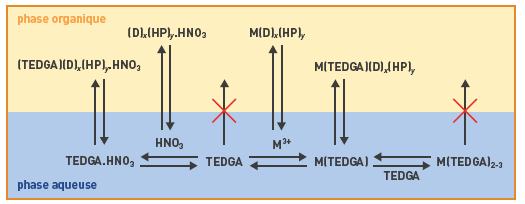 phase organique
(D)ₓ(HP)ᵧ.HNO₃
M(D)ₓ(HP)ᵧ
(TEDGA)(D)ₓ(HP)ᵧ.HNO₃
M(TEDGA)(D)ₓ(HP)ᵧ
HNO₃
M³⁺
TEDGA.HNO₃
TEDGA
M(TEDGA)
M(TEDGA)₂₋₃
TEDGA
phase aqueuse